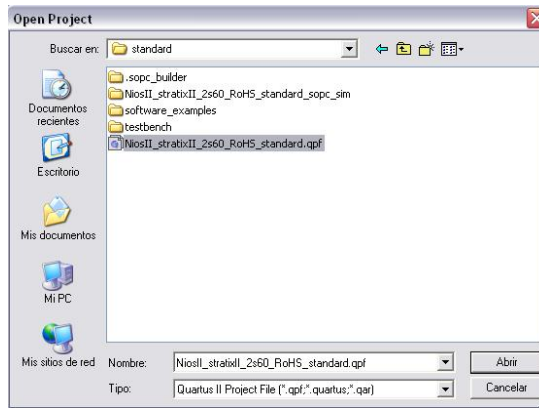 Open Project
Buscar en: standard
.sopc_builder
NiosII_stratixII_2s60_RoHS_standard_sopc_sim
software_examples
testbench
NiosII_stratixII_2s60_RoHS_standard.qpf
Documentos
recientes
Escritorio
Mis documentos
Mi PC
Mis sitios de red
Nombre: NiosII_stratixII_2s60_RoHS_standard.qpf Abrir
Tipo: Quartus II Project File (*.qpf;*.quartus;*.qar) Cancelar